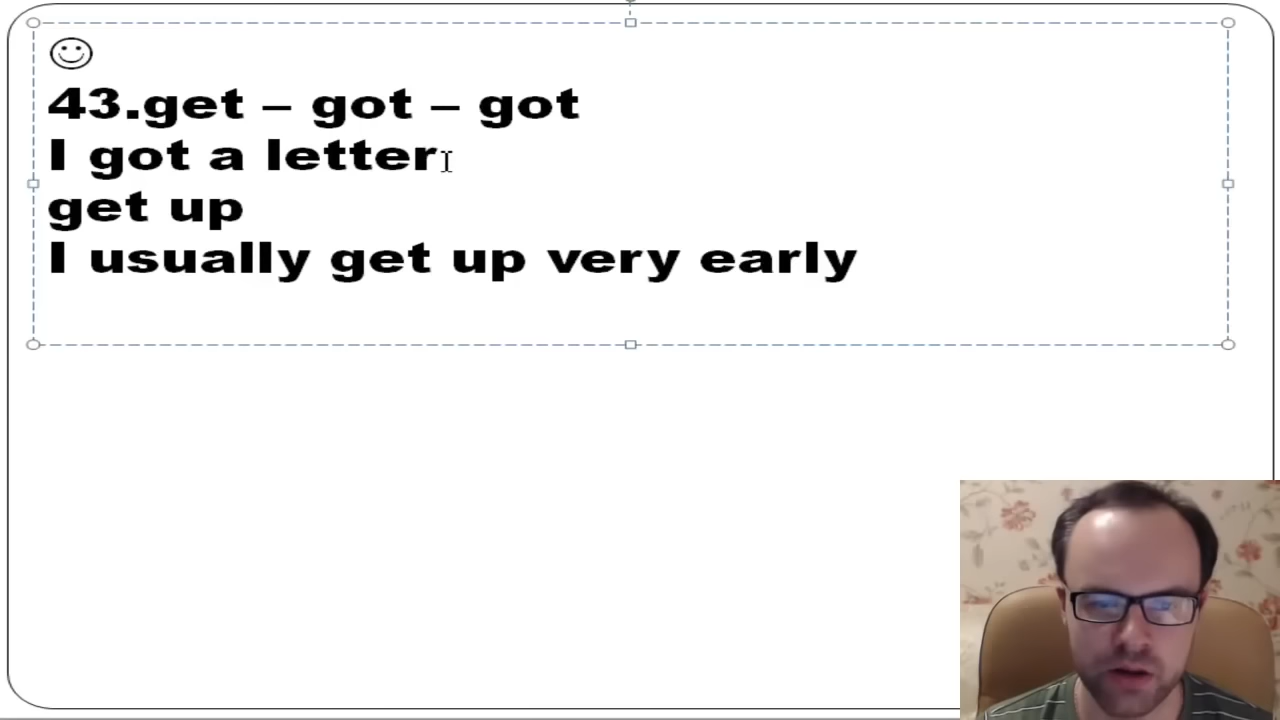 43.get – got – got
I got a letter
get up
I usually get up very early